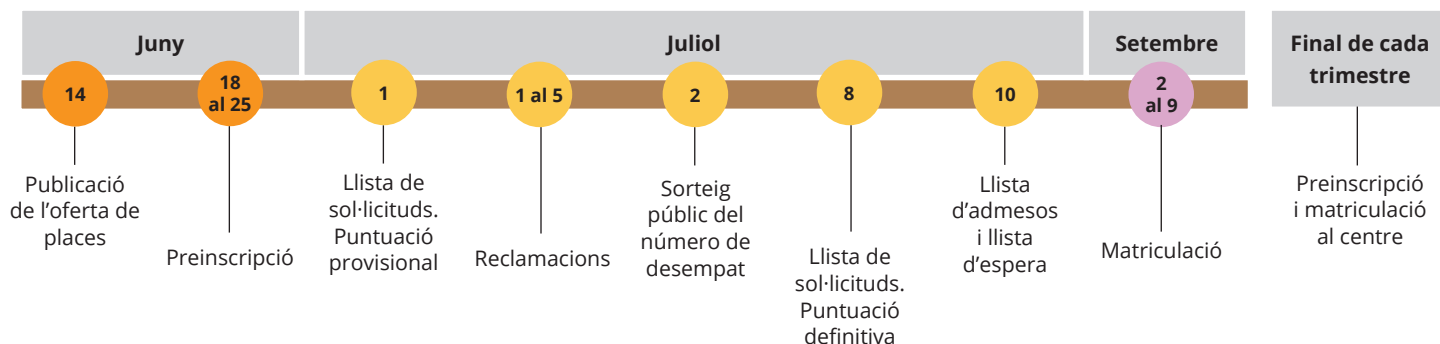 Juny
Juliol
Setembre
Final de cada
trimestre
14
18
al 25
1
1 al 5
2
8
10
2
al 9
Publicació
de l’oferta de
places
Preinscripció
Llista de
sol·licituds.
Puntuació
provisional
Reclamacions
Sorteig
públic del
número de
desempat
Llista de
sol·licituds.
Puntuació
definitiva
Llista
d’admesos
i llista
d’espera
Matriculació
Preinscripció
i matriculació
al centre